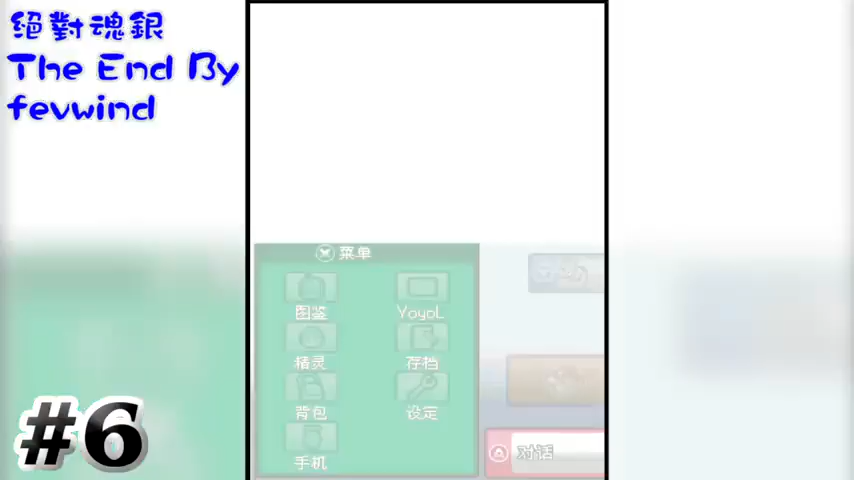 絕對魂銀
The End By
fevwind
菜单
图鉴
YoyoL
精灵
存档
背包
设定
手机
A 对话
#6